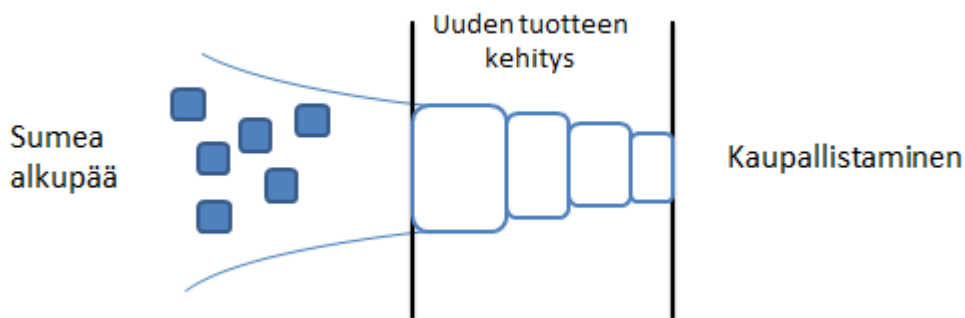 Uuden tuotteen
kehitys
Sumea
alkupää
Kaupallistaminen